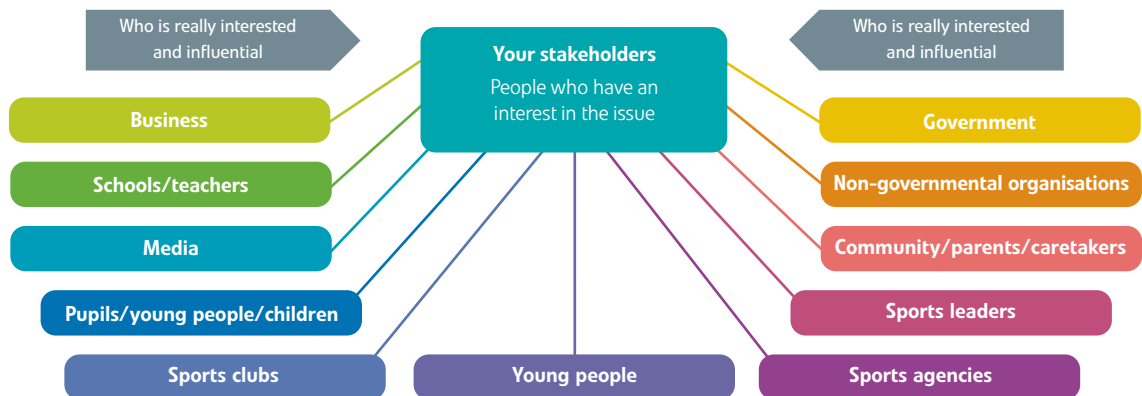 Who is really interested
and influential
Your stakeholders
People who have an
interest in the issue
Who is really interested
and influential
Business
Government
Schools/teachers
Non-governmental organisations
Media
Community/parents/caretakers
Pupils/young people/children
Sports leaders
Sports clubs
Young people
Sports agencies